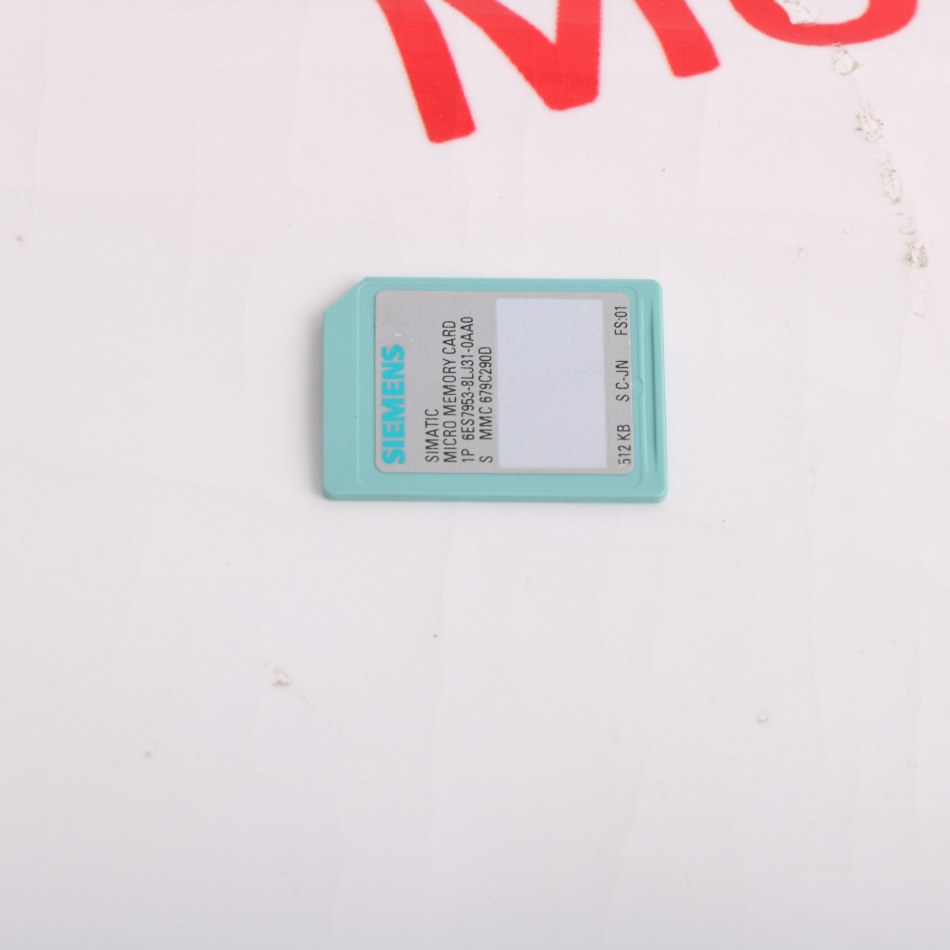 SIEMENS
SIMATIC
MICRO MEMORY CARD
1P 6ES7953-8LJ31-0AA0
S MMC 679C290D
512 KB S C-JN FS:01